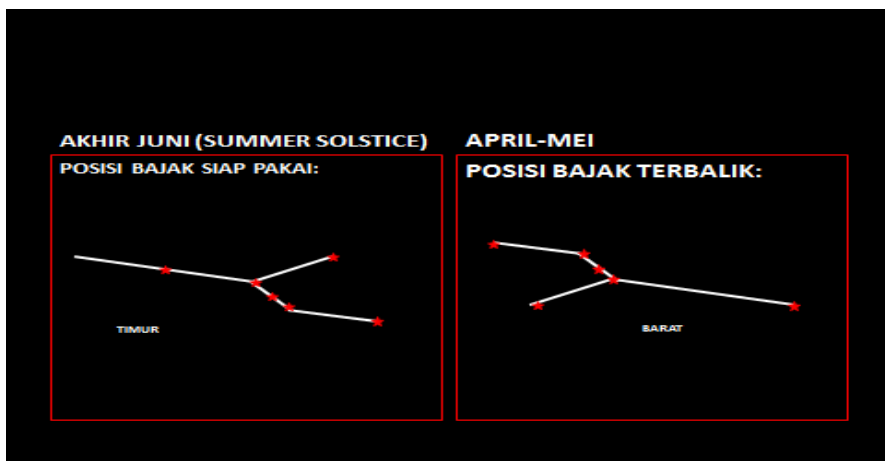 AKHIR JUNI (SUMMER SOLSTICE)
POSISI BAJAK SIAP PAKAI:
TIMUR
APRIL-MEI
POSISI BAJAK TERBALIK:
BARAT